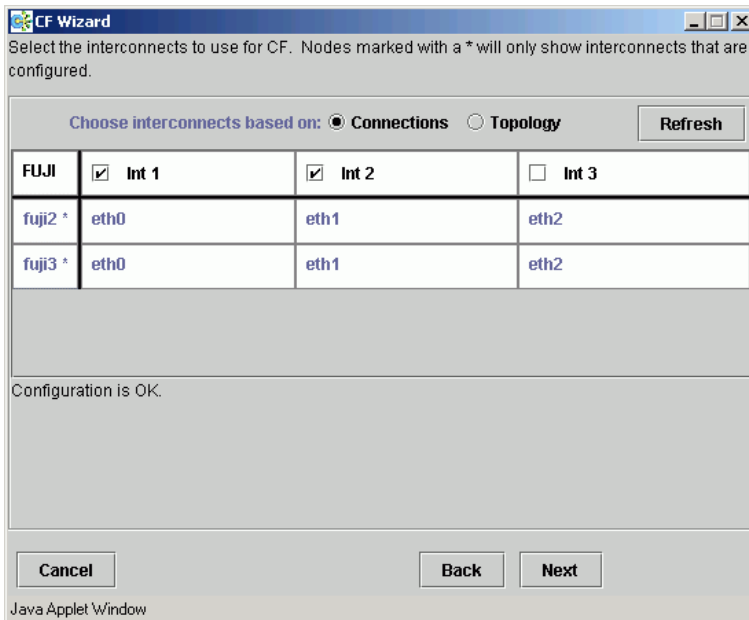 CF Wizard
Select the interconnects to use for CF. Nodes marked with a * will only show interconnects that are
configured.
Choose interconnects based on: Connections Topology Refresh
FUJI Int 1 Int 2 Int 3
fuji2 * eth0 eth1 eth2
fuji3 * eth0 eth1 eth2
Configuration is OK.
Cancel Back Next
Java Applet Window